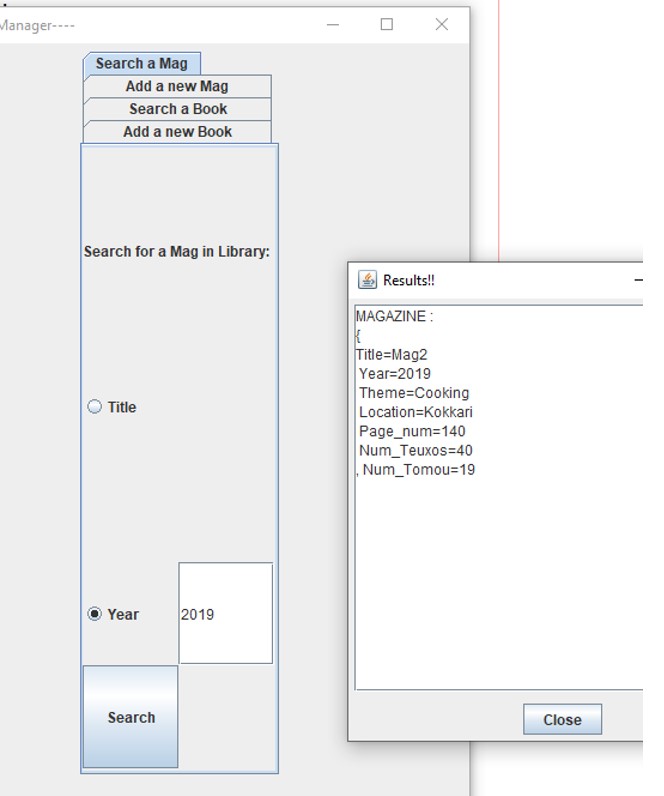 Manager----
Search a Mag
Add a new Mag
Search a Book
Add a new Book
Search for a Mag in Library:
Title
Year
2019
Search
Results!!
MAGAZINE :
{
Title=Mag2
Year=2019
Theme=Cooking
Location=Kokkari
Page_num=140
Num_Teuxos=40
, Num_Tomou=19
Close